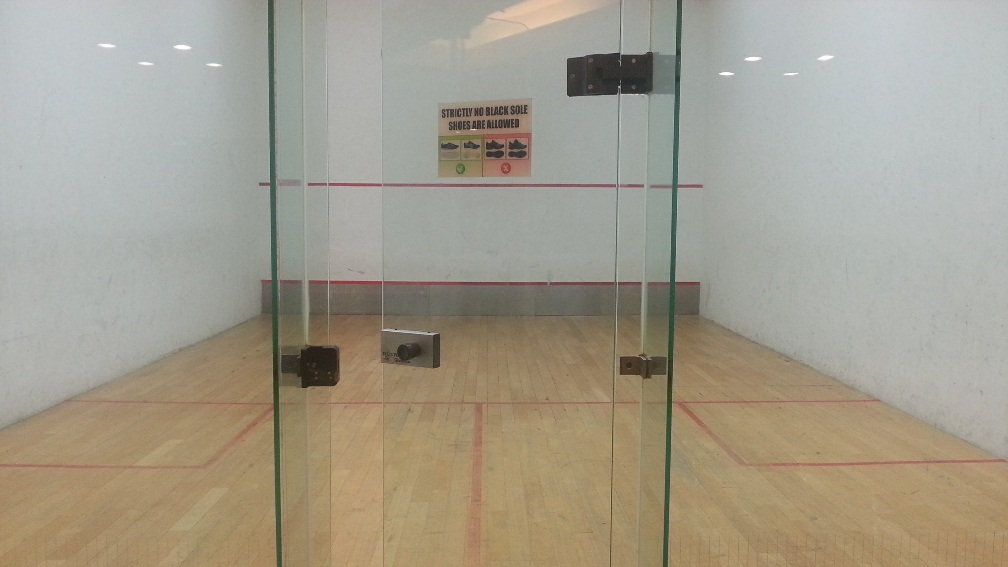 STRICTLY NO BLACK SOLE
SHOES ARE ALLOWED